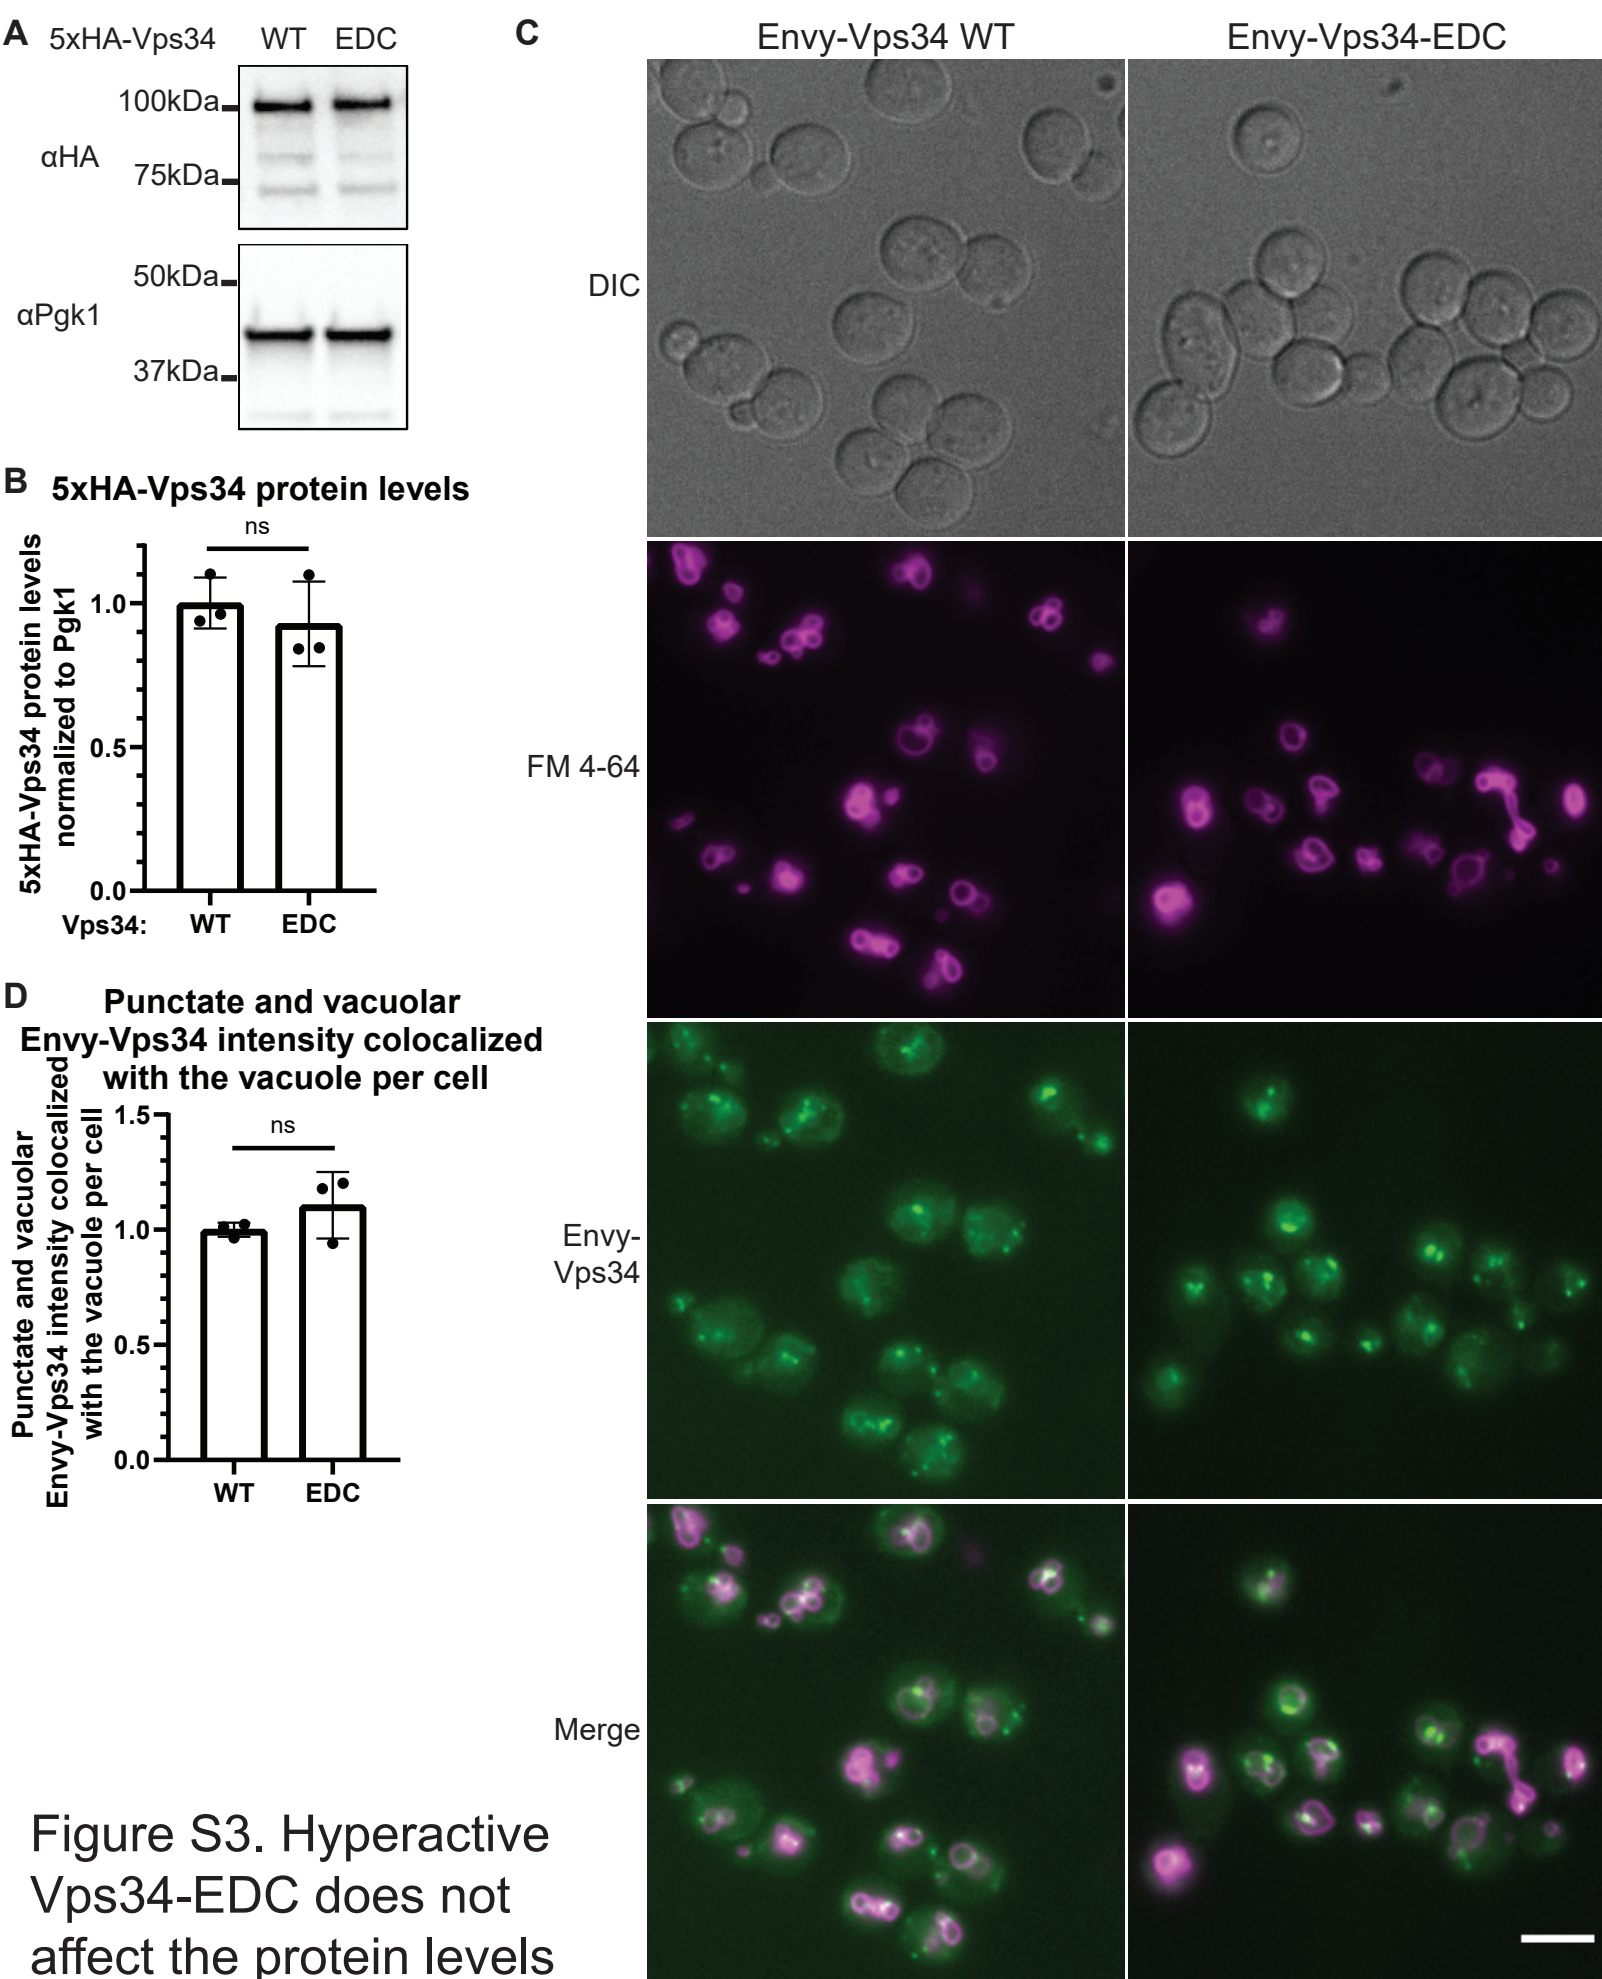 A
5xHA-Vps34 WT EDC
100kDa
αHA
75kDa
50kDa
αPgk1
37kDa
B
5xHA-Vps34 protein levels
ns
5xHA-Vps34 protein levels
normalized to Pgk1
1.0
0.5
0.0
Vps34: WT EDC
D
Punctate and vacuolar
Envy-Vps34 intensity colocalized
with the vacuole per cell
ns
Punctate and vacuolar
Envy-Vps34 intensity colocalized
with the vacuole per cell
1.5
1.0
0.5
0.0
WT EDC
C
Envy-Vps34 WT Envy-Vps34-EDC
DIC
FM 4-64
Envy-
Vps34
Merge
Figure S3. Hyperactive
Vps34-EDC does not
affect the protein levels